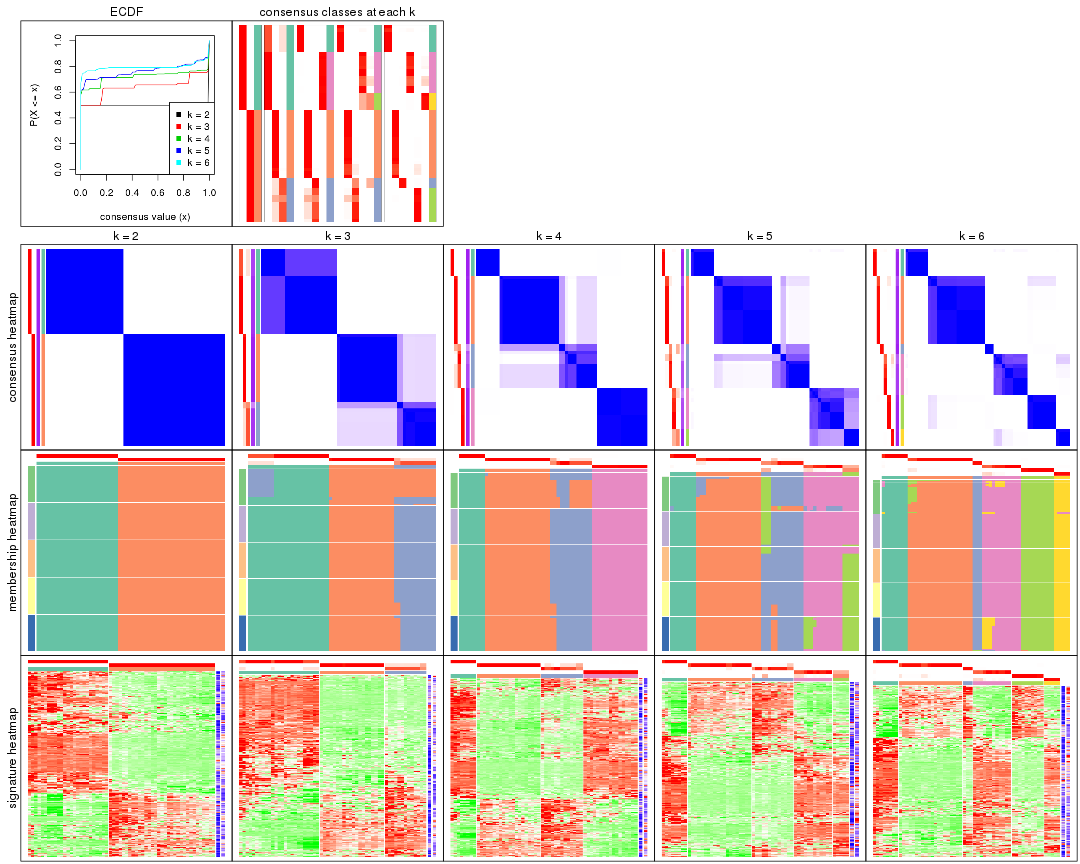 ECDF
consensus classes at each k
P(X <= x)
1.0
0.8
0.6
0.4
0.2
0.0
k = 2
k = 3
k = 4
k = 5
k = 6
0.0 0.2 0.4 0.6 0.8 1.0
consensus value (x)
k = 2
k = 3
k = 4
k = 5
k = 6
consensus heatmap
membership heatmap
signature heatmap